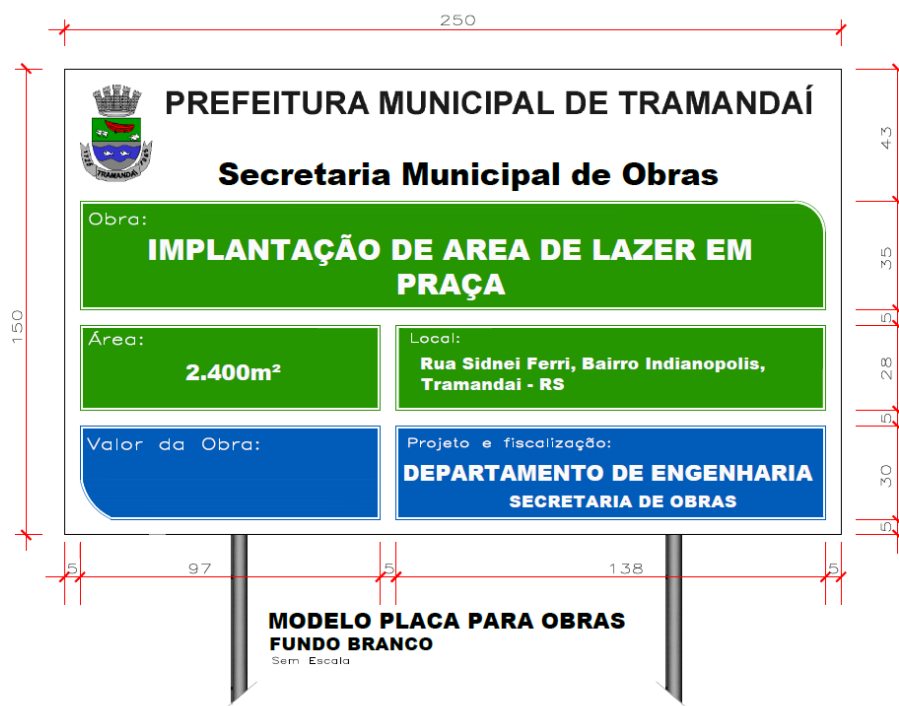 250
PREFEITURA MUNICIPAL DE TRAMANDAÍ
TRAMANDAÍ
Secretaria Municipal de Obras
Obra:
IMPLANTAÇÃO DE AREA DE LAZER EM
PRAÇA
Área:
2.400m²
Local:
Rua Sidnei Ferri, Bairro Indianopolis,
Tramandai - RS
Valor da Obra:
Projeto e fiscalização:
DEPARTAMENTO DE ENGENHARIA
SECRETARIA DE OBRAS
150
43
35
5
28
5
30
5
5
97
5
138
5
MODELO PLACA PARA OBRAS
FUNDO BRANCO
Sem Escala